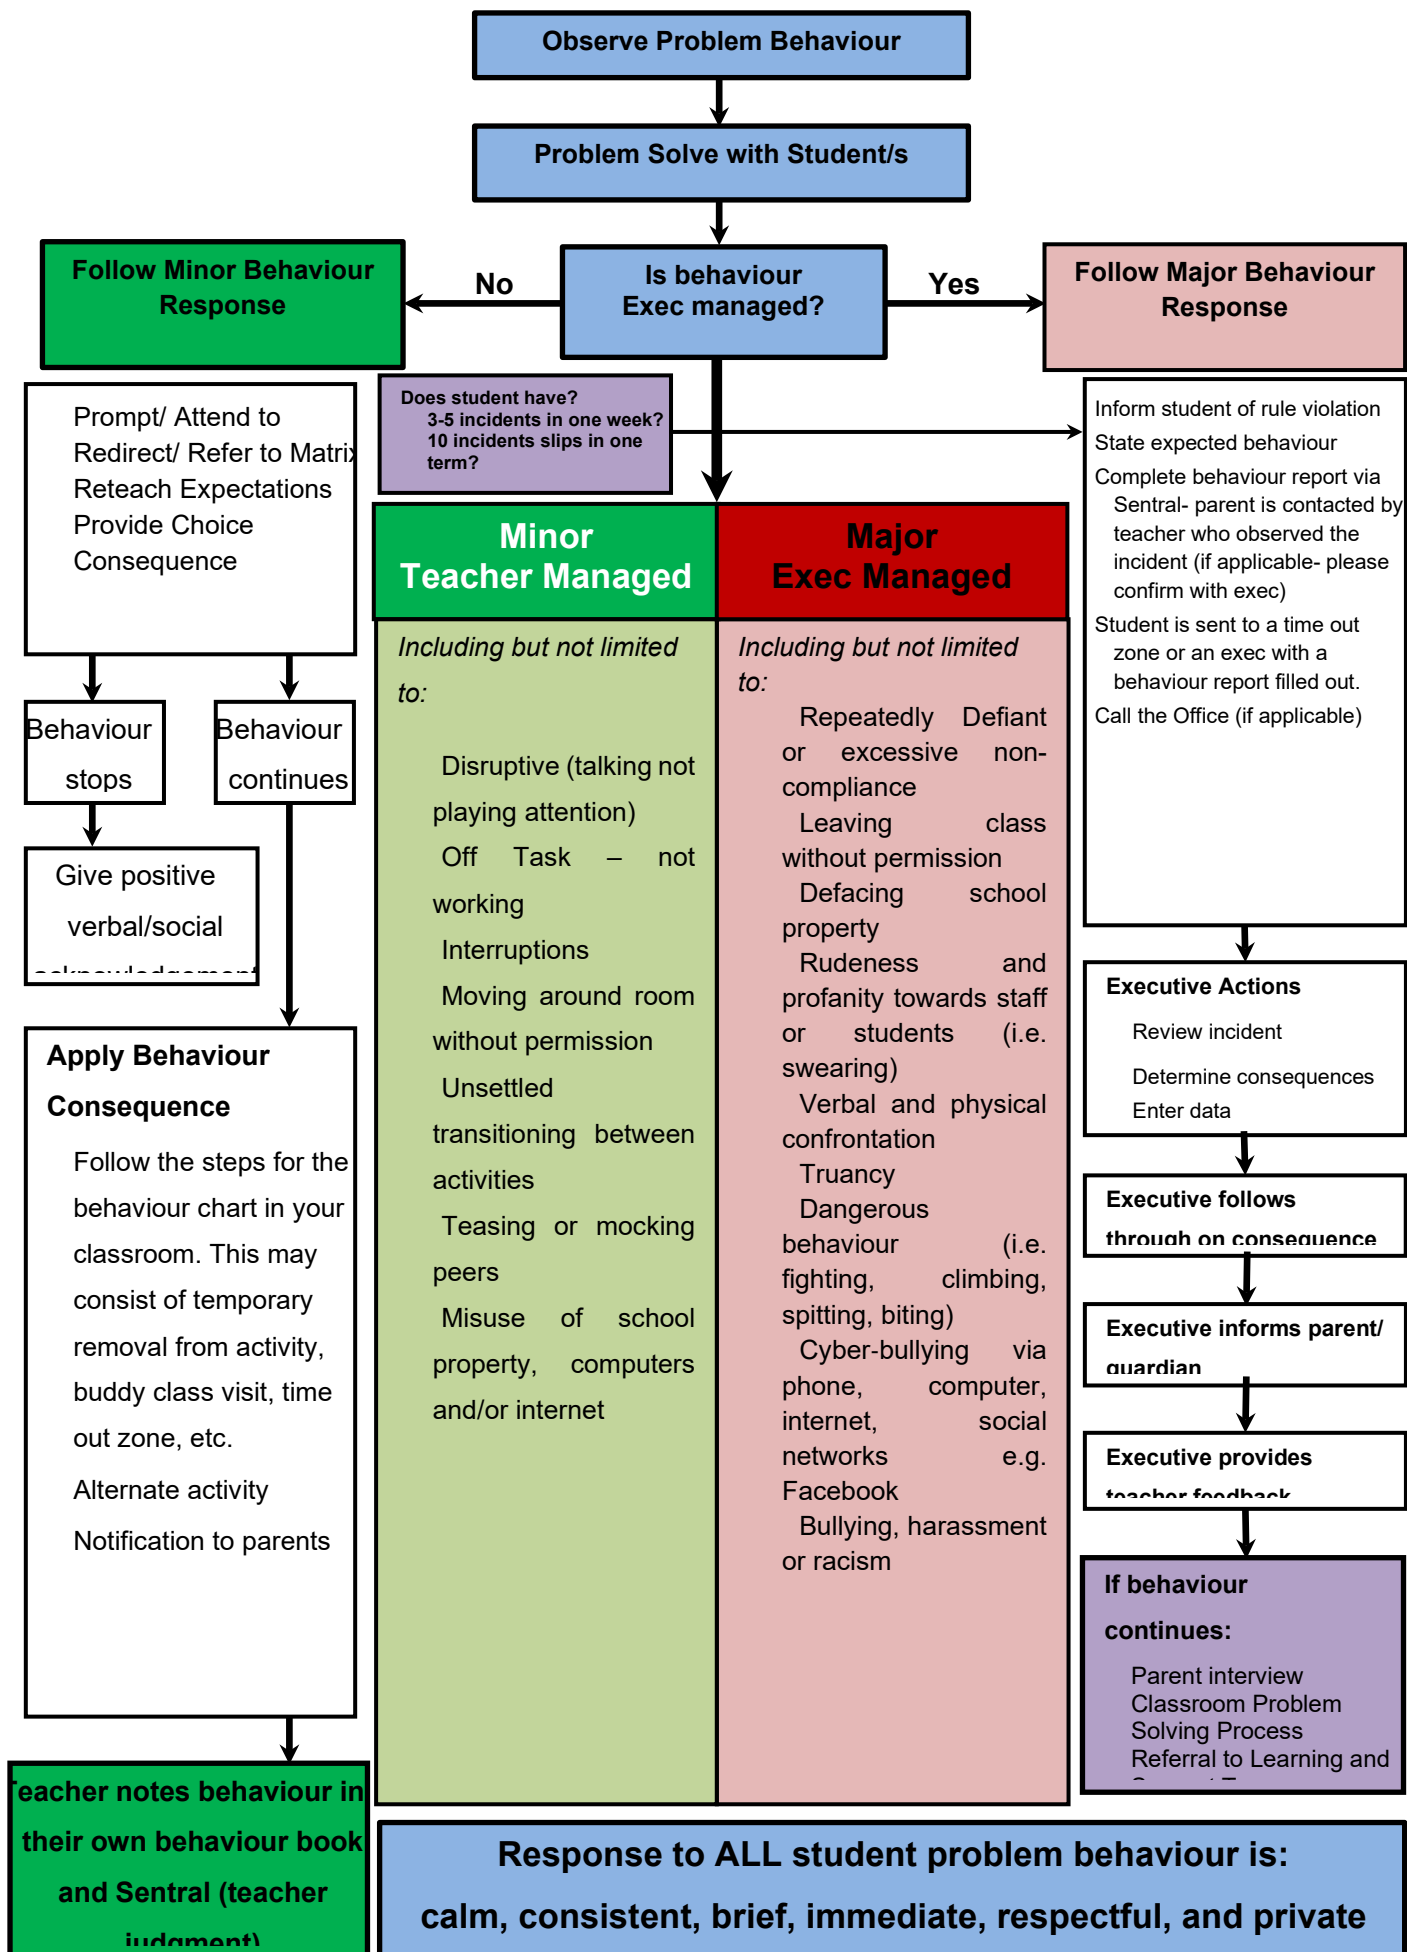 Observe Problem Behaviour
Problem Solve with Student/s
Is behaviour
Exec managed?
No
Yes
Follow Minor Behaviour
Response
Follow Major Behaviour
Response
Prompt/ Attend to
Redirect/ Refer to Matrix
Reteach Expectations
Provide Choice
Consequence
Does student have?
3-5 incidents in one week?
10 incidents slips in one
term?
Inform student of rule violation
State expected behaviour
Complete behaviour report via
Sentral- parent is contacted by
teacher who observed the
incident (if applicable- please
confirm with exec)
Student is sent to a time out
zone or an exec with a
behaviour report filled out.
Call the Office (if applicable)
Behaviour
stops
Behaviour
continues
Give positive
verbal/social
acknowledgement
Apply Behaviour
Consequence
Follow the steps for the
behaviour chart in your
classroom. This may
consist of temporary
removal from activity,
buddy class visit, time
out zone, etc.
Alternate activity
Notification to parents
Teacher notes behaviour in
their own behaviour book
and Sentral (teacher
judgment)
Minor
Teacher Managed
Including but not limited
to:
Disruptive (talking not
playing attention)
Off Task – not
working
Interruptions
Moving around room
without permission
Unsettled
transitioning between
activities
Teasing or mocking
peers
Misuse of school
property, computers
and/or internet
Major
Exec Managed
Including but not limited
to:
Repeatedly Defiant
or excessive non-
compliance
Leaving class
without permission
Defacing school
property
Rudeness and
profanity towards staff
or students (i.e.
swearing)
Verbal and physical
confrontation
Truancy
Dangerous
behaviour (i.e.
fighting, climbing,
spitting, biting)
Cyber-bullying via
phone, computer,
internet, social
networks e.g.
Facebook
Bullying, harassment
or racism
Executive Actions
Review incident
Determine consequences
Enter data
Executive follows
through on consequence
Executive informs parent/
guardian
Executive provides
teacher feedback
If behaviour
continues:
Parent interview
Classroom Problem
Solving Process
Referral to Learning and
Response to ALL student problem behaviour is:
calm, consistent, brief, immediate, respectful, and private